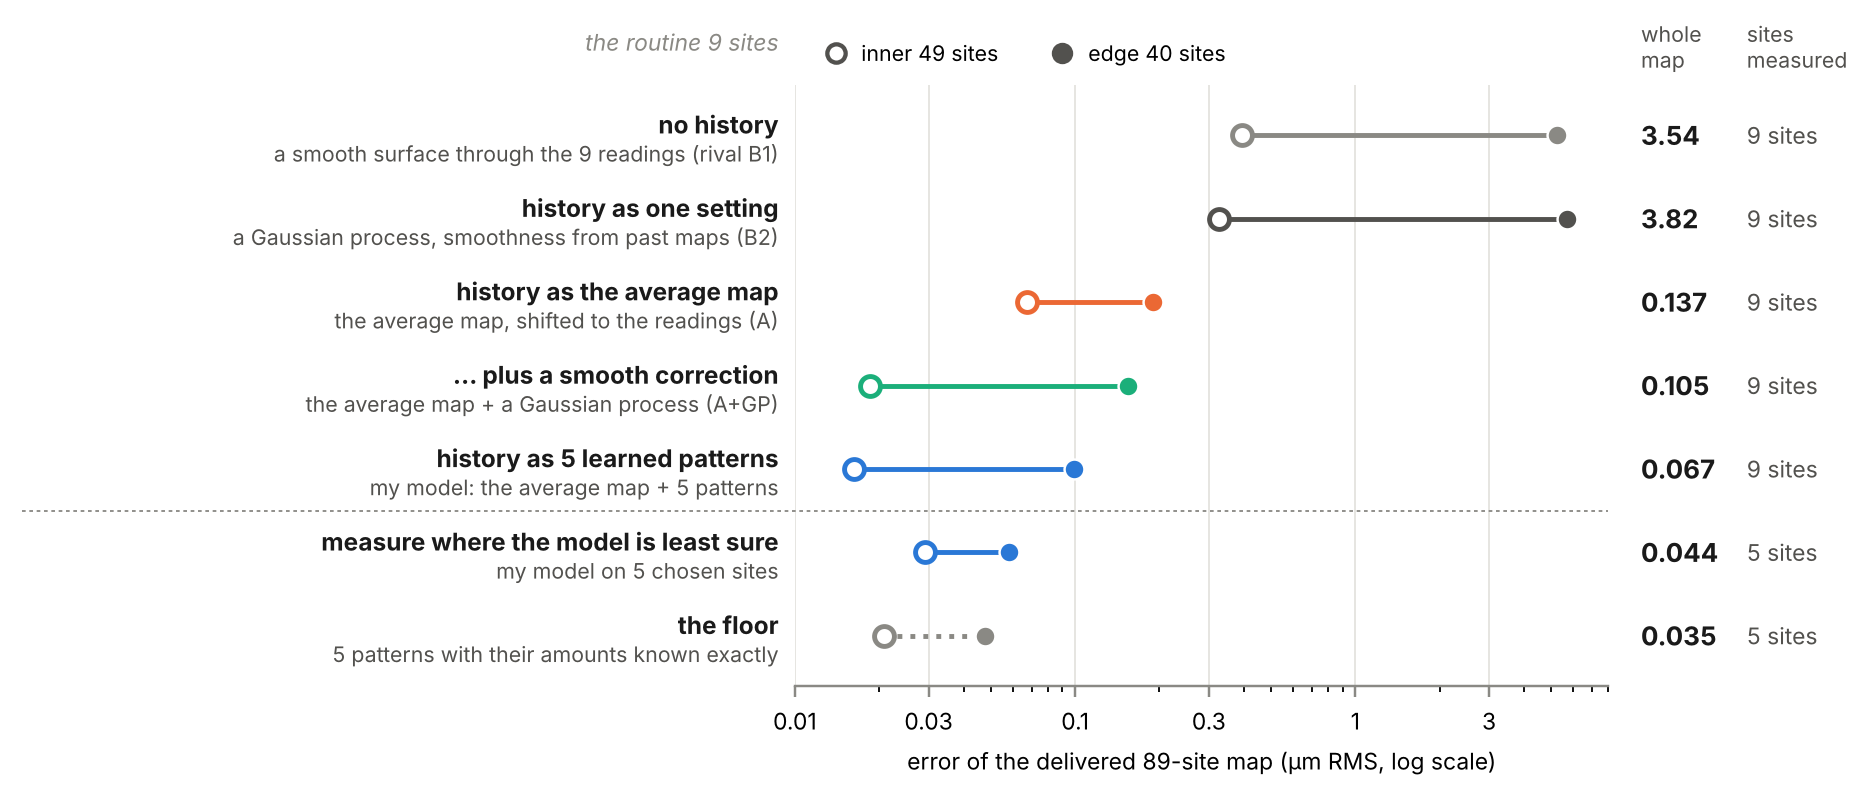 the routine 9 sites
inner 49 sites
edge 40 sites
whole map
sites measured
no history
a smooth surface through the 9 readings (rival B1)
3.54
9 sites
history as one setting
a Gaussian process, smoothness from past maps (B2)
3.82
9 sites
history as the average map
the average map, shifted to the readings (A)
0.137
9 sites
... plus a smooth correction
the average map + a Gaussian process (A+GP)
0.105
9 sites
history as 5 learned patterns
my model: the average map + 5 patterns
0.067
9 sites
measure where the model is least sure
my model on 5 chosen sites
0.044
5 sites
the floor
5 patterns with their amounts known exactly
0.035
5 sites
0.01
0.03
0.1
0.3
1
3
error of the delivered 89-site map (µm RMS, log scale)